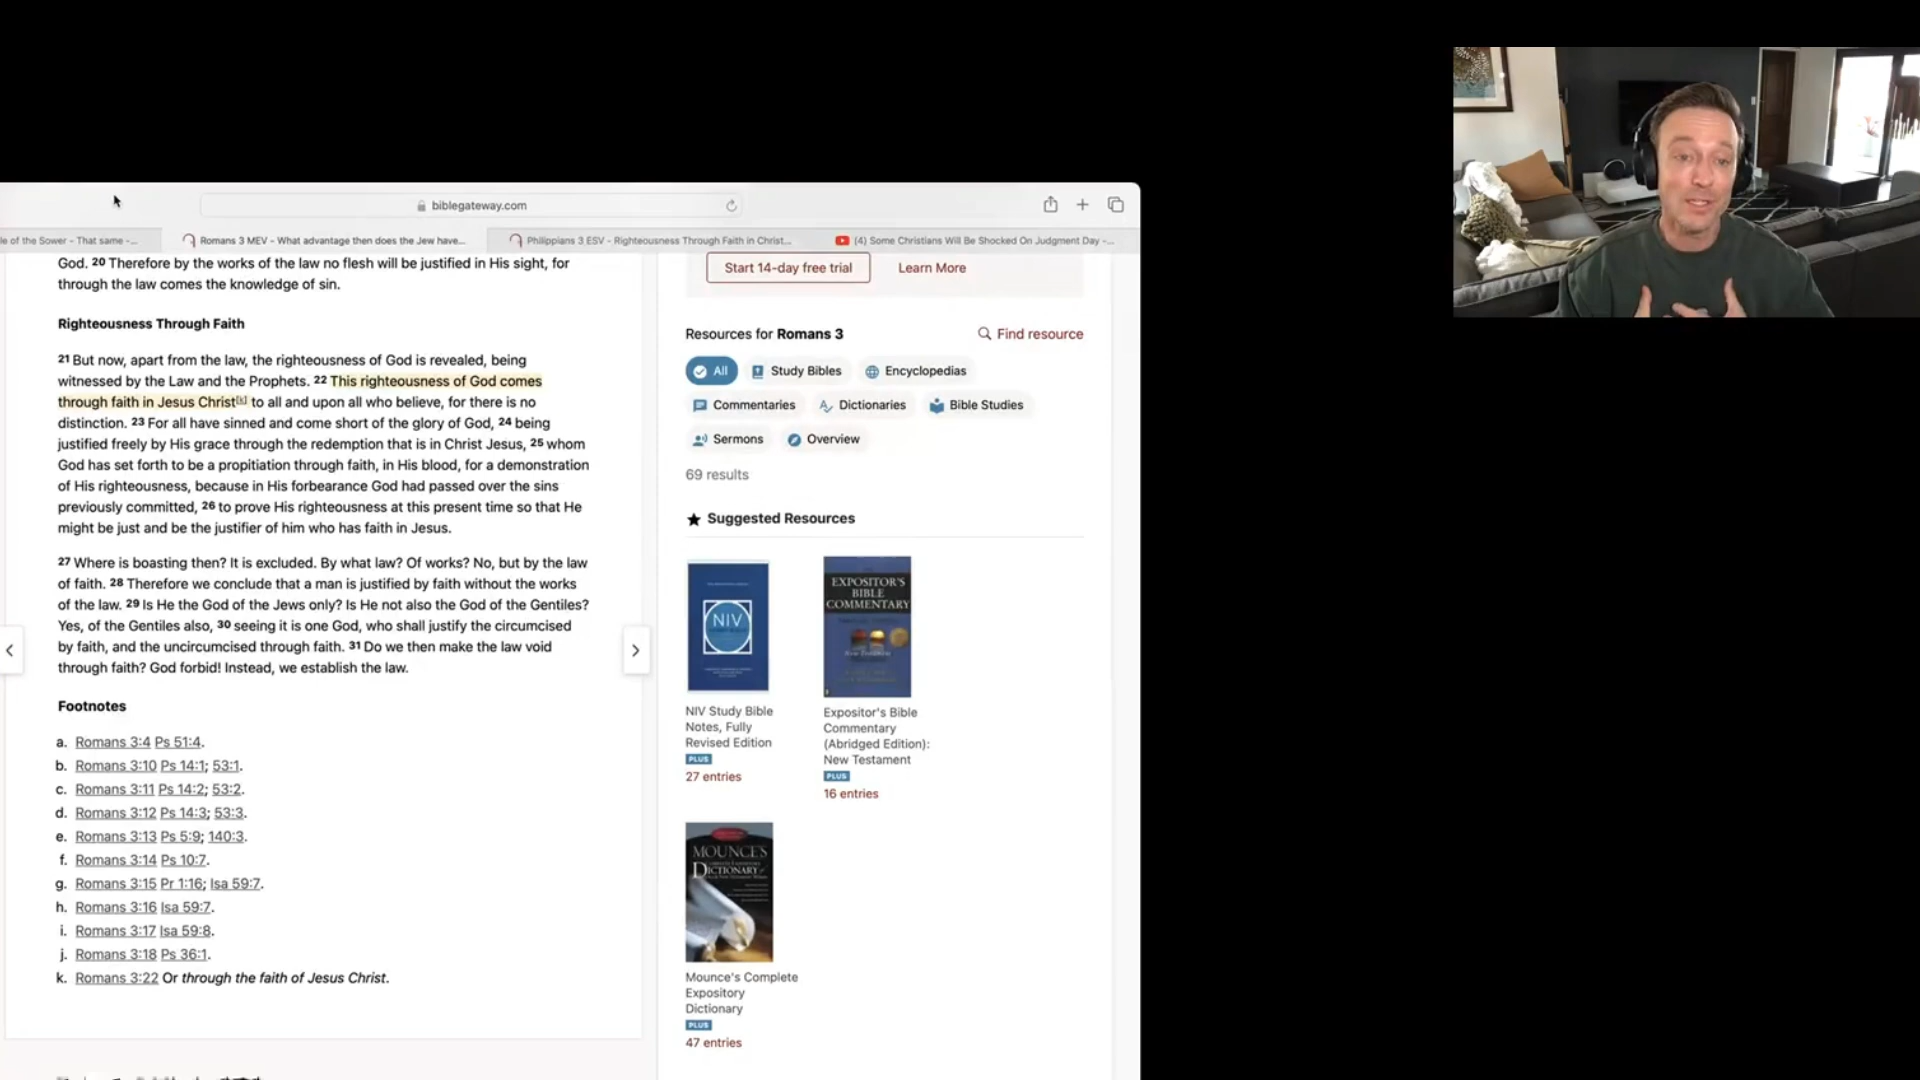 biblegateway.com
le of the Sower - That same -...
Romans 3 MEV - What advantage then does the Jew have...
Philippians 3 ESV - Righteousness Through Faith in Christ...
(4) Some Christians Will Be Shocked On Judgment Day -...
God. 20 Therefore by the works of the law no flesh will be justified in His sight, for
through the law comes the knowledge of sin.
Righteousness Through Faith
21 But now, apart from the law, the righteousness of God is revealed, being
witnessed by the Law and the Prophets. 22 This righteousness of God comes
through faith in Jesus Christ[k] to all and upon all who believe, for there is no
distinction. 23 For all have sinned and come short of the glory of God, 24 being
justified freely by His grace through the redemption that is in Christ Jesus, 25 whom
God has set forth to be a propitiation through faith, in His blood, for a demonstration
of His righteousness, because in His forbearance God had passed over the sins
previously committed, 26 to prove His righteousness at this present time so that He
might be just and be the justifier of him who has faith in Jesus.
27 Where is boasting then? It is excluded. By what law? Of works? No, but by the law
of faith. 28 Therefore we conclude that a man is justified by faith without the works
of the law. 29 Is He the God of the Jews only? Is He not also the God of the Gentiles?
Yes, of the Gentiles also, 30 seeing it is one God, who shall justify the circumcised
by faith, and the uncircumcised through faith. 31 Do we then make the law void
through faith? God forbid! Instead, we establish the law.
Footnotes
a. Romans 3:4 Ps 51:4.
b. Romans 3:10 Ps 14:1; 53:1.
c. Romans 3:11 Ps 14:2; 53:2.
d. Romans 3:12 Ps 14:3; 53:3.
e. Romans 3:13 Ps 5:9; 140:3.
f. Romans 3:14 Ps 10:7.
g. Romans 3:15 Pr 1:16; Isa 59:7.
h. Romans 3:16 Isa 59:7.
i. Romans 3:17 Isa 59:8.
j. Romans 3:18 Ps 36:1.
k. Romans 3:22 Or through the faith of Jesus Christ.
Start 14-day free trial
Learn More
Resources for Romans 3
Find resource
All
Study Bibles
Encyclopedias
Commentaries
Dictionaries
Bible Studies
Sermons
Overview
69 results
Suggested Resources
NIV
NIV Study Bible
Notes, Fully
Revised Edition
PLUS
27 entries
EXPOSITOR'S
BIBLE
COMMENTARY
Expositor's Bible
Commentary
(Abridged Edition):
New Testament
PLUS
16 entries
MOUNCE'S
DICTIONARY
Mounce's Complete
Expository
Dictionary
PLUS
47 entries